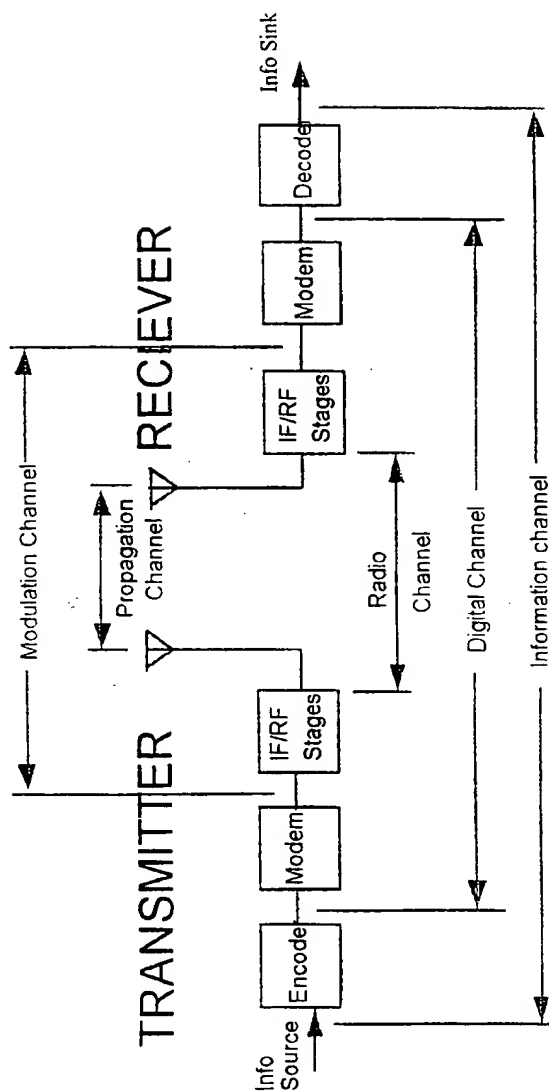 TRANSMITTER
RECIEVER
Modulation Channel
Propagation
Channel
Info
Source
Encode
Modem
IF/RF
Stages
IF/RF
Stages
Modem
Decoder
Info Sink
Radio
Channel
Digital Channel
Information channel